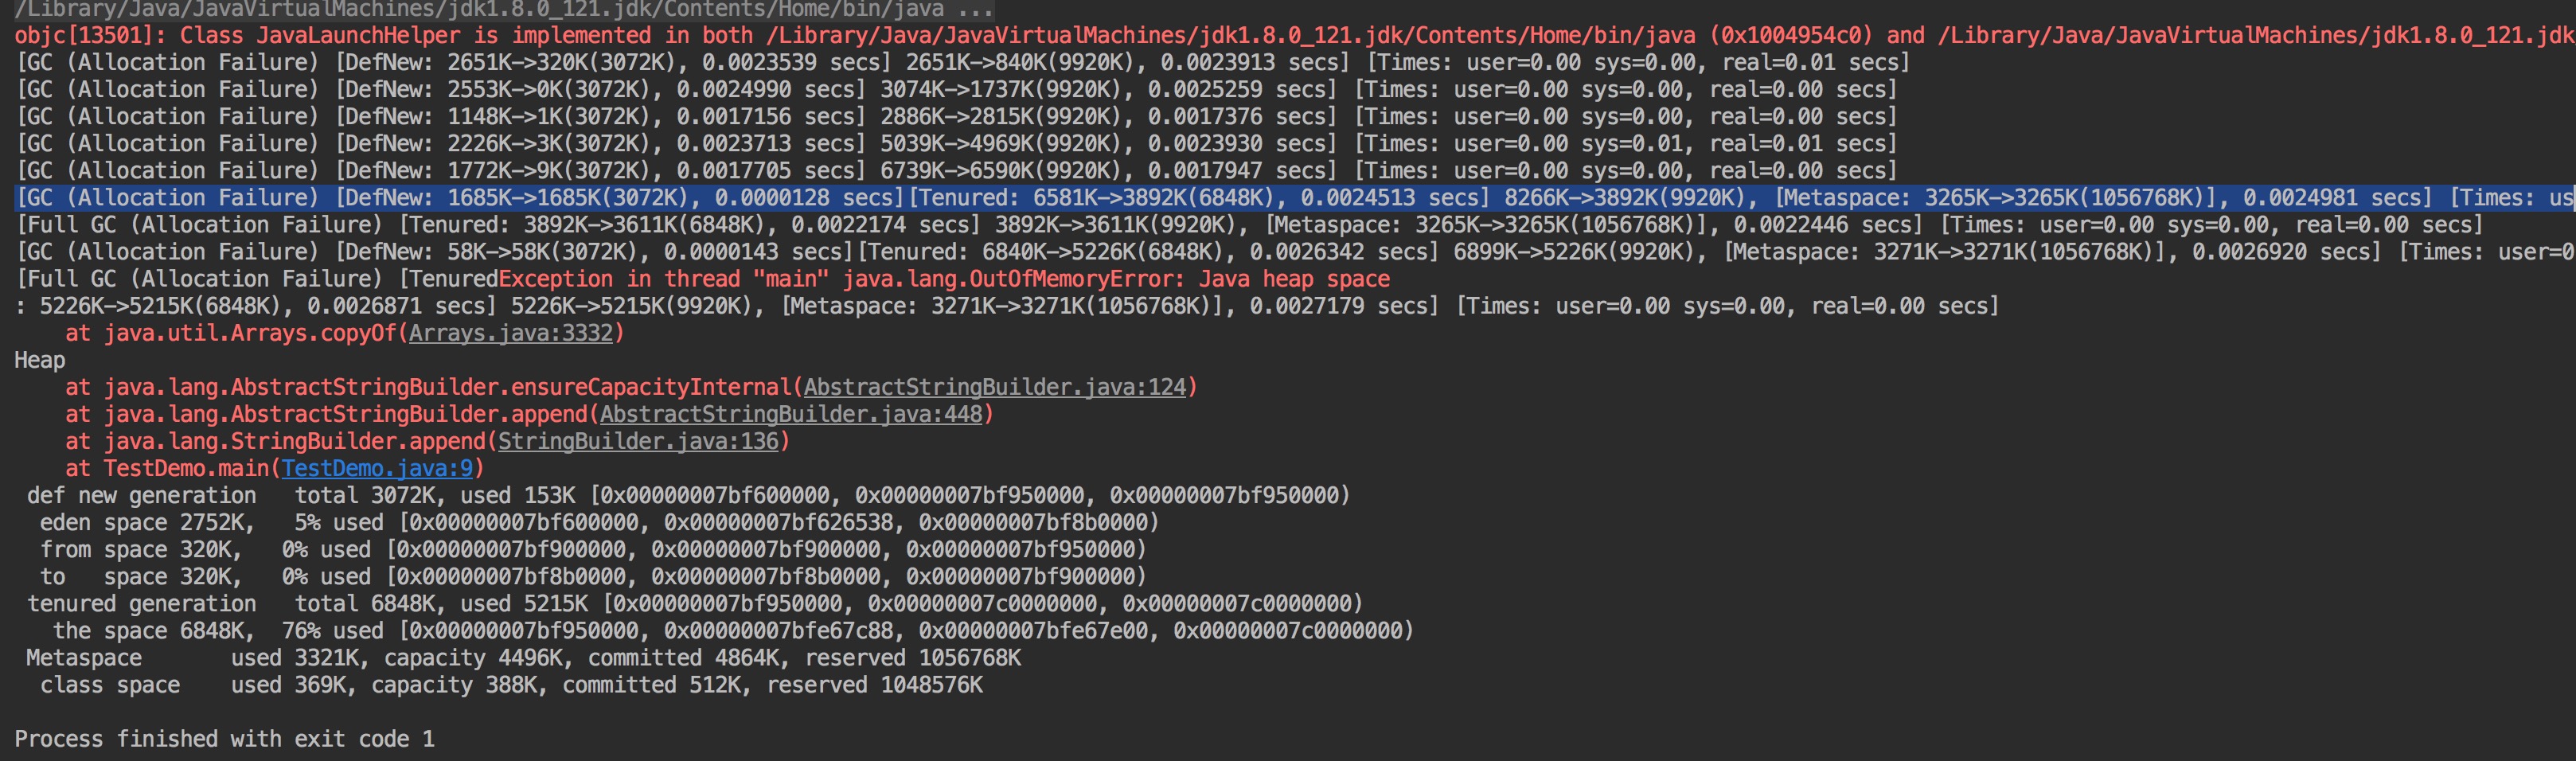 /Library/Java/JavaVirtualMachines/jdk1.8.0_121.jdk/Contents/Home/bin/java ...
objc[13501]: Class JavaLaunchHelper is implemented in both /Library/Java/JavaVirtualMachines/jdk1.8.0_121.jdk/Contents/Home/bin/java (0x1004954c0) and /Library/Java/JavaVirtualMachines/jdk1.8.0_121.jdk
[GC (Allocation Failure) [DefNew: 2651K->320K(3072K), 0.0023539 secs] 2651K->840K(9920K), 0.0023913 secs] [Times: user=0.00 sys=0.00, real=0.01 secs]
[GC (Allocation Failure) [DefNew: 2553K->0K(3072K), 0.0024990 secs] 3074K->1737K(9920K), 0.0025259 secs] [Times: user=0.00 sys=0.00, real=0.00 secs]
[GC (Allocation Failure) [DefNew: 1148K->1K(3072K), 0.0017156 secs] 2886K->2815K(9920K), 0.0017376 secs] [Times: user=0.00 sys=0.00, real=0.00 secs]
[GC (Allocation Failure) [DefNew: 2226K->3K(3072K), 0.0023713 secs] 5039K->4969K(9920K), 0.0023930 secs] [Times: user=0.00 sys=0.01, real=0.01 secs]
[GC (Allocation Failure) [DefNew: 1772K->9K(3072K), 0.0017705 secs] 6739K->6590K(9920K), 0.0017947 secs] [Times: user=0.00 sys=0.00, real=0.00 secs]
[GC (Allocation Failure) [DefNew: 1685K->1685K(3072K), 0.0000128 secs][Tenured: 6581K->3892K(6848K), 0.0024513 secs] 8266K->3892K(9920K), [Metaspace: 3265K->3265K(1056768K)], 0.0024981 secs] [Times: us
[Full GC (Allocation Failure) [Tenured: 3892K->3611K(6848K), 0.0022174 secs] 3892K->3611K(9920K), [Metaspace: 3265K->3265K(1056768K)], 0.0022446 secs] [Times: user=0.00 sys=0.00, real=0.00 secs]
[GC (Allocation Failure) [DefNew: 58K->58K(3072K), 0.0000143 secs][Tenured: 6840K->5226K(6848K), 0.0026342 secs] 6899K->5226K(9920K), [Metaspace: 3271K->3271K(1056768K)], 0.0026920 secs] [Times: user=0
[Full GC (Allocation Failure) [TenuredException in thread "main" java.lang.OutOfMemoryError: Java heap space
: 5226K->5215K(6848K), 0.0026871 secs] 5226K->5215K(9920K), [Metaspace: 3271K->3271K(1056768K)], 0.0027179 secs] [Times: user=0.00 sys=0.00, real=0.00 secs]
    at java.util.Arrays.copyOf(Arrays.java:3332)
Heap
    at java.lang.AbstractStringBuilder.ensureCapacityInternal(AbstractStringBuilder.java:124)
    at java.lang.AbstractStringBuilder.append(AbstractStringBuilder.java:448)
    at java.lang.StringBuilder.append(StringBuilder.java:136)
    at TestDemo.main(TestDemo.java:9)
 def new generation   total 3072K, used 153K [0x00000007bf600000, 0x00000007bf950000, 0x00000007bf950000)
  eden space 2752K,   5% used [0x00000007bf600000, 0x00000007bf626538, 0x00000007bf8b0000)
  from space 320K,   0% used [0x00000007bf900000, 0x00000007bf900000, 0x00000007bf950000)
  to   space 320K,   0% used [0x00000007bf8b0000, 0x00000007bf8b0000, 0x00000007bf900000)
 tenured generation   total 6848K, used 5215K [0x00000007bf950000, 0x00000007c0000000, 0x00000007c0000000)
   the space 6848K,  76% used [0x00000007bf950000, 0x00000007bfe67c88, 0x00000007bfe67e00, 0x00000007c0000000)
 Metaspace       used 3321K, capacity 4496K, committed 4864K, reserved 1056768K
  class space    used 369K, capacity 388K, committed 512K, reserved 1048576K
Process finished with exit code 1